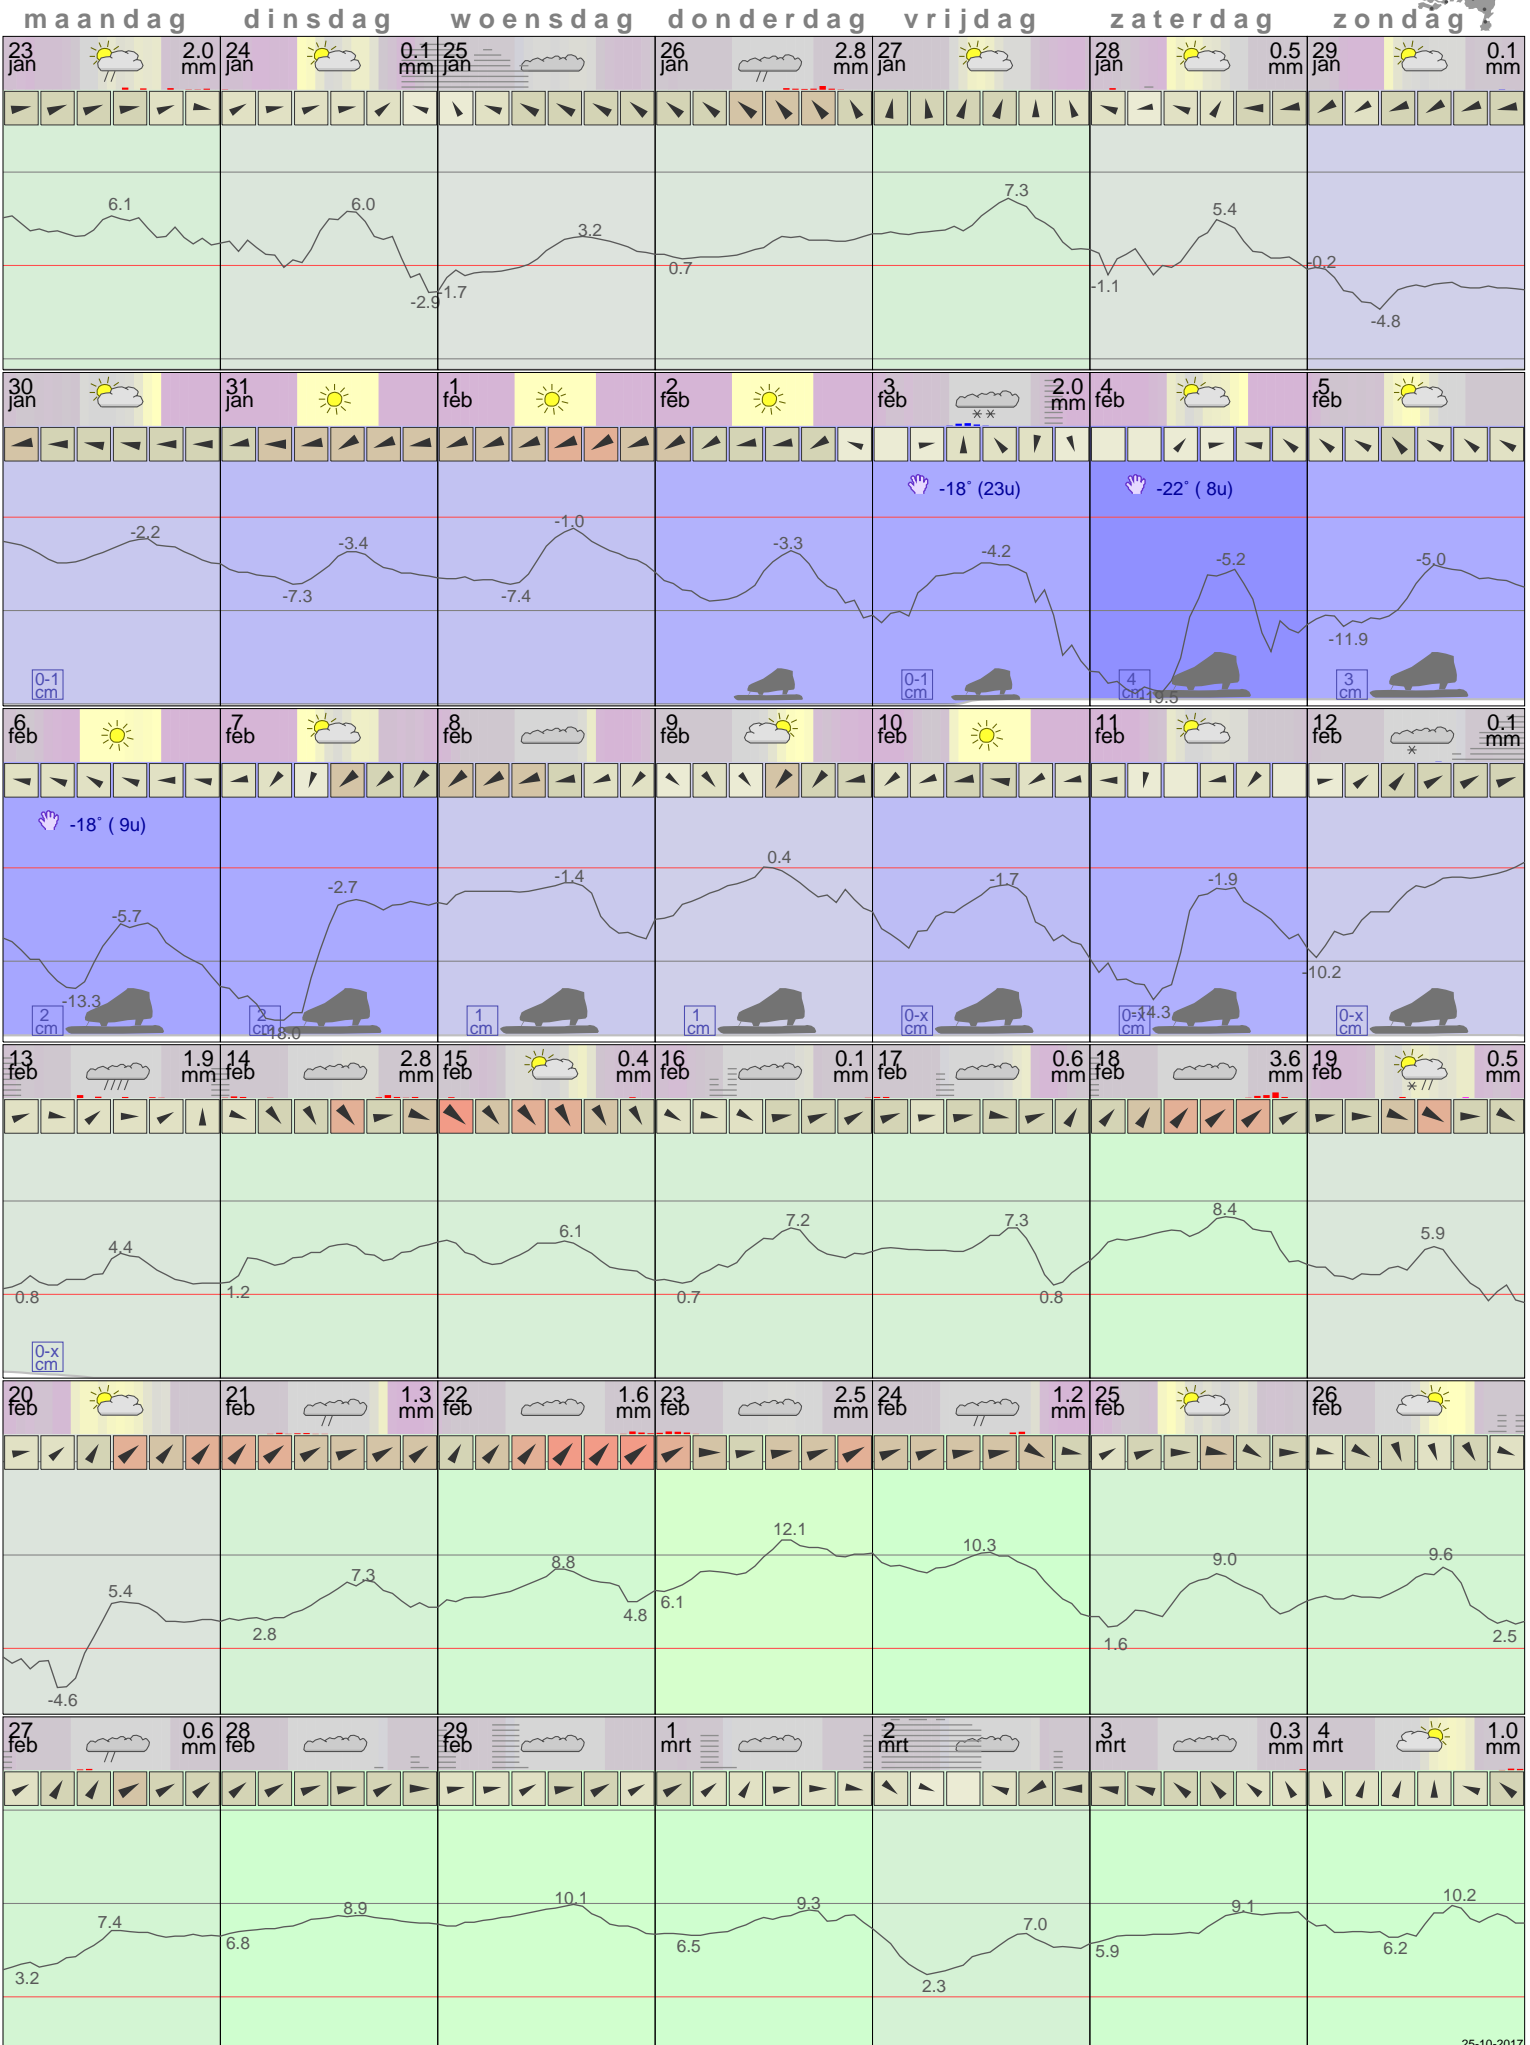 maandag dinsdag woensdag donderdag vrijdag zaterdag zondag
23 jan 2.0 mm 24 jan 0.1 mm 25 jan 26 jan 2.8 mm 27 jan 28 jan 0.5 mm 29 jan 0.1 mm
6.1 6.0 -2.9 -1.7 3.2 0.7 7.3 -1.1 5.4 -0.2 -4.8
30 jan 31 jan 1 feb 2 feb 3 feb 2.0 mm 4 feb 5 feb
-18° (23u) -22° ( 8u)
-2.2 -7.3 -3.4 -7.4 -1.0 -3.3 -4.2 -19.5 -5.2 -11.9 -5.0
0-1 cm 0-1 cm 4 cm 3 cm
6 feb 7 feb 8 feb 9 feb 10 feb 11 feb 12 feb 0.1 mm
-18° ( 9u)
-13.3 -5.7 -18.0 -2.7 -1.4 0.4 -1.7 -14.3 -1.9 -10.2
2 cm 2 cm 1 cm 1 cm 0-x cm 0-x cm 0-x cm
13 feb 1.9 mm 14 feb 2.8 mm 15 feb 0.4 mm 16 feb 0.1 mm 17 feb 0.6 mm 18 feb 3.6 mm 19 feb 0.5 mm
0.8 4.4 1.2 6.1 0.7 7.2 7.3 0.8 8.4 5.9
0-x cm
20 feb 21 feb 1.3 mm 22 feb 1.6 mm 23 feb 2.5 mm 24 feb 1.2 mm 25 feb 26 feb
-4.6 5.4 2.8 7.3 8.8 4.8 6.1 12.1 10.3 1.6 9.0 9.6 2.5
27 feb 0.6 mm 28 feb 29 feb 1 mrt 2 mrt 3 mrt 0.3 mm 4 mrt 1.0 mm
3.2 7.4 6.8 8.9 10.1 6.5 9.3 2.3 7.0 5.9 9.1 6.2 10.2
25-10-2017